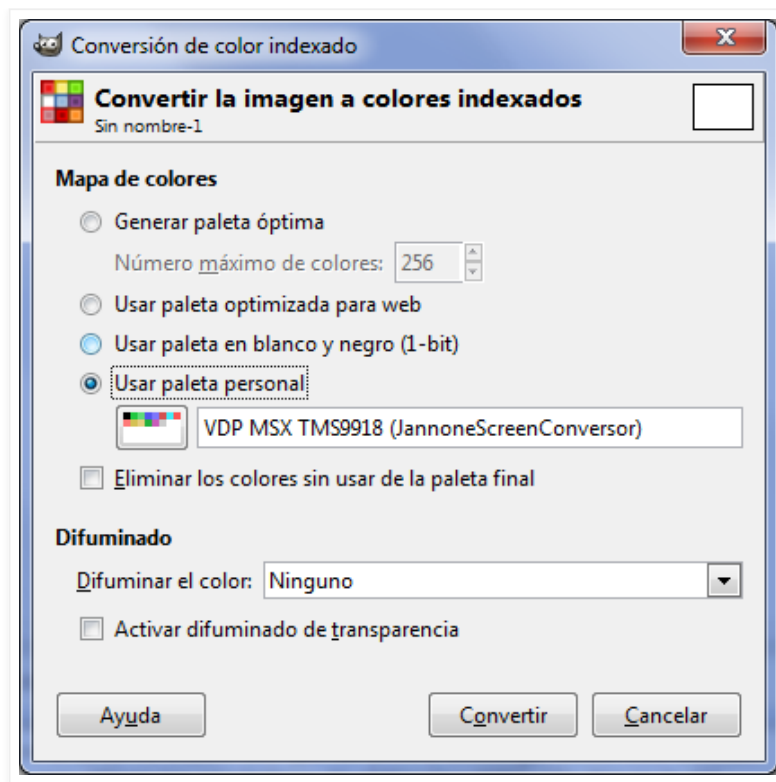 Conversión de color indexado
Convertir la imagen a colores indexados
Sin nombre-1
Mapa de colores
Generar paleta óptima
Número máximo de colores: 256
Usar paleta optimizada para web
Usar paleta en blanco y negro (1-bit)
Usar paleta personal
VDP MSX TMS9918 (JannoneScreenConversor)
Eliminar los colores sin usar de la paleta final
Difuminado
Difuminar el color: Ninguno
Activar difuminado de transparencia
Ayuda Convertir Cancelar